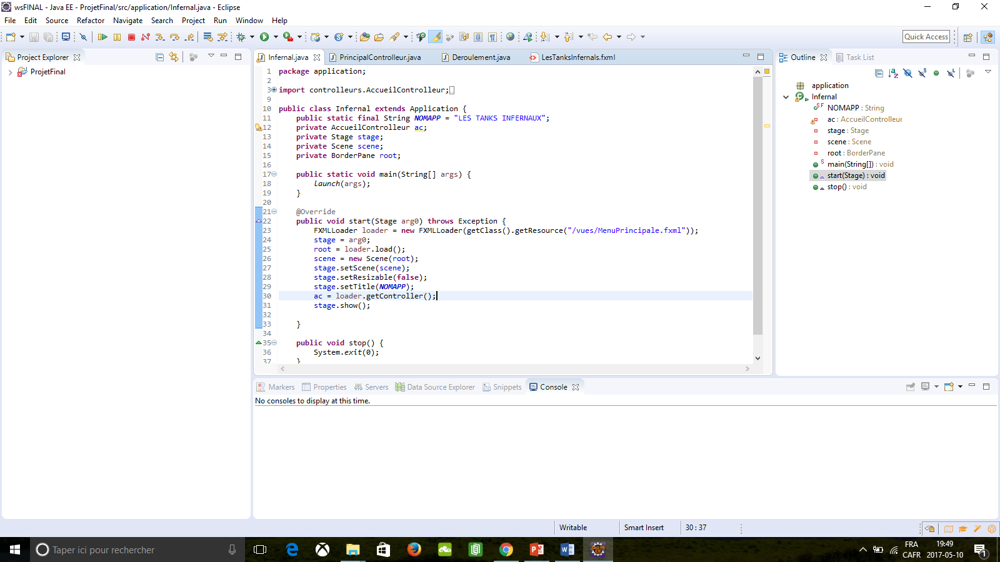 wsFINAL - Java EE - ProjetFinal/src/application/Infernal.java - Eclipse
File Edit Source Refactor Navigate Search Project Run Window Help
Quick Access
Project Explorer
ProjetFinal
Infernal.java PrincipalControlleur.java Deroulement.java LesTanksInfernals.fxml
1 package application;
2
3 import controlleurs.AccueilControlleur;
9
10 public class Infernal extends Application {
11 public static final String NOMAPP = "LES TANKS INFERNAUX";
12 private AccueilControlleur ac;
13 private Stage stage;
14 private Scene scene;
15 private BorderPane root;
16
17 public static void main(String[] args) {
18 launch(args);
19 }
20
21 @Override
22 public void start(Stage arg0) throws Exception {
23 FXMLLoader loader = new FXMLLoader(getClass().getResource("/vues/MenuPrincipale.fxml"));
24 stage = arg0;
25 root = loader.load();
26 scene = new Scene(root);
27 stage.setScene(scene);
28 stage.setResizable(false);
29 stage.setTitle(NOMAPP);
30 ac = loader.getController();
31 stage.show();
32
33 }
34
35 public void stop() {
36 System.exit(0);
37 }
Outline Task List
application
Infernal
NOMAPP : String
ac : AccueilControlleur
stage : Stage
scene : Scene
root : BorderPane
main(String[]) : void
start(Stage) : void
stop() : void
Markers Properties Servers Data Source Explorer Snippets Console
No consoles to display at this time.
Writable Smart Insert 30 : 37
Taper ici pour rechercher
FRA
CAFR
19:49
2017-05-10
1